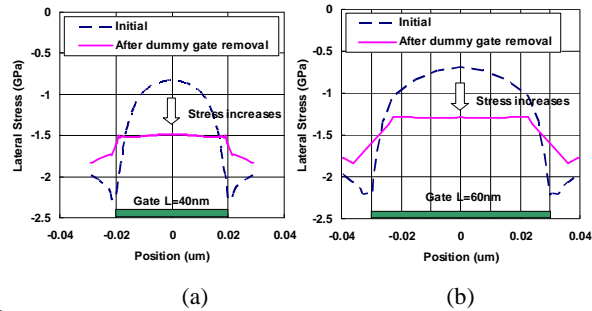 Initial
After dummy gate removal
0
-0.5
-1
-1.5
-2
-2.5
Lateral Stress (GPa)
Stress increases
Gate L=40nm
-0.04
-0.02
0
0.02
0.04
Position (um)
(a)
Initial
After dummy gate removal
0
-0.5
-1
-1.5
-2
-2.5
Lateral Stress (GPa)
Stress increases
Gate L=60nm
-0.04
-0.02
0
0.02
0.04
Position (um)
(b)